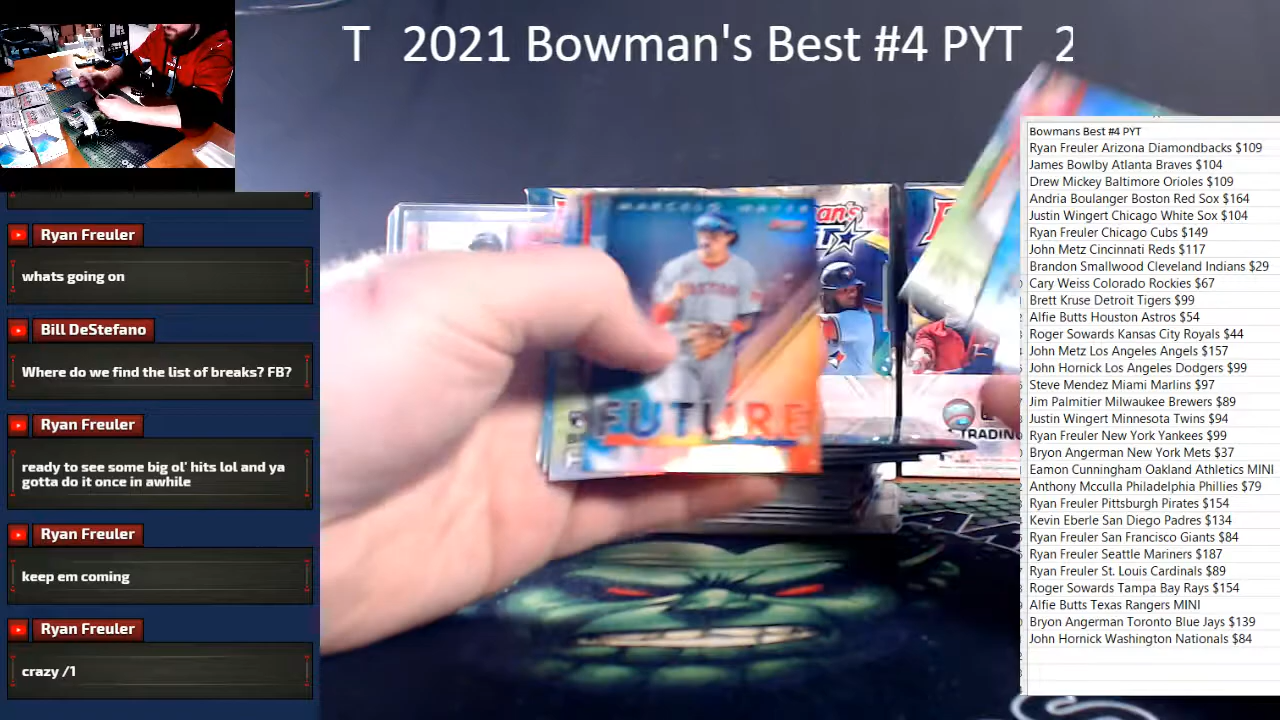 T 2021 Bowman's Best #4 PYT 2
Ryan Freuler
whats going on
Bill DeStefano
Where do we find the list of breaks? FB?
Ryan Freuler
ready to see some big ol' hits lol and ya
gotta do it once in awhile
Ryan Freuler
keep em coming
Ryan Freuler
crazy /1
FUTURE
TRADING
Bowmans Best #4 PYT
Ryan Freuler Arizona Diamondbacks $109
James Bowlby Atlanta Braves $104
Drew Mickey Baltimore Orioles $109
Andria Boulanger Boston Red Sox $164
Justin Wingert Chicago White Sox $104
Ryan Freuler Chicago Cubs $149
John Metz Cincinnati Reds $117
Brandon Smallwood Cleveland Indians $29
Cary Weiss Colorado Rockies $67
Brett Kruse Detroit Tigers $99
Alfie Butts Houston Astros $54
Roger Sowards Kansas City Royals $44
John Metz Los Angeles Angels $157
John Hornick Los Angeles Dodgers $99
Steve Mendez Miami Marlins $97
Jim Palmitier Milwaukee Brewers $89
Justin Wingert Minnesota Twins $94
Ryan Freuler New York Yankees $99
Bryon Angerman New York Mets $37
Eamon Cunningham Oakland Athletics MINI
Anthony Mcculla Philadelphia Phillies $79
Ryan Freuler Pittsburgh Pirates $154
Kevin Eberle San Diego Padres $134
Ryan Freuler San Francisco Giants $84
Ryan Freuler Seattle Mariners $187
Ryan Freuler St. Louis Cardinals $89
Roger Sowards Tampa Bay Rays $154
Alfie Butts Texas Rangers MINI
Bryon Angerman Toronto Blue Jays $139
John Hornick Washington Nationals $84